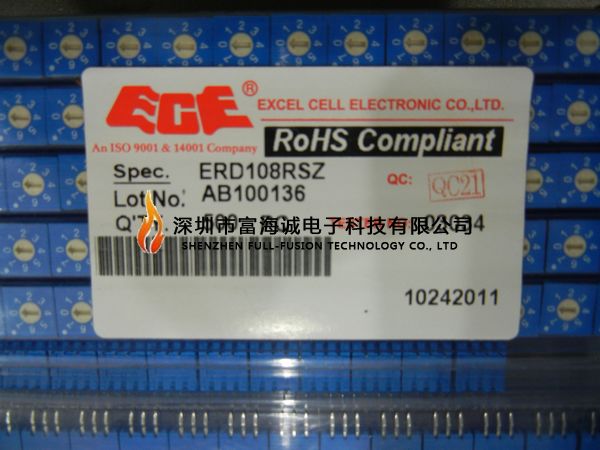 ECE ®
EXCEL CELL ELECTRONIC CO.,LTD.
An ISO 9001 & 14001 Company
RoHS Compliant
Spec. ERD108RSZ
Lot No: AB100136
QC: QC21
深圳市富海诚电子科技有限公司
SHENZHEN FULL-FUSION TECHNOLOGY CO., LTD
10242011